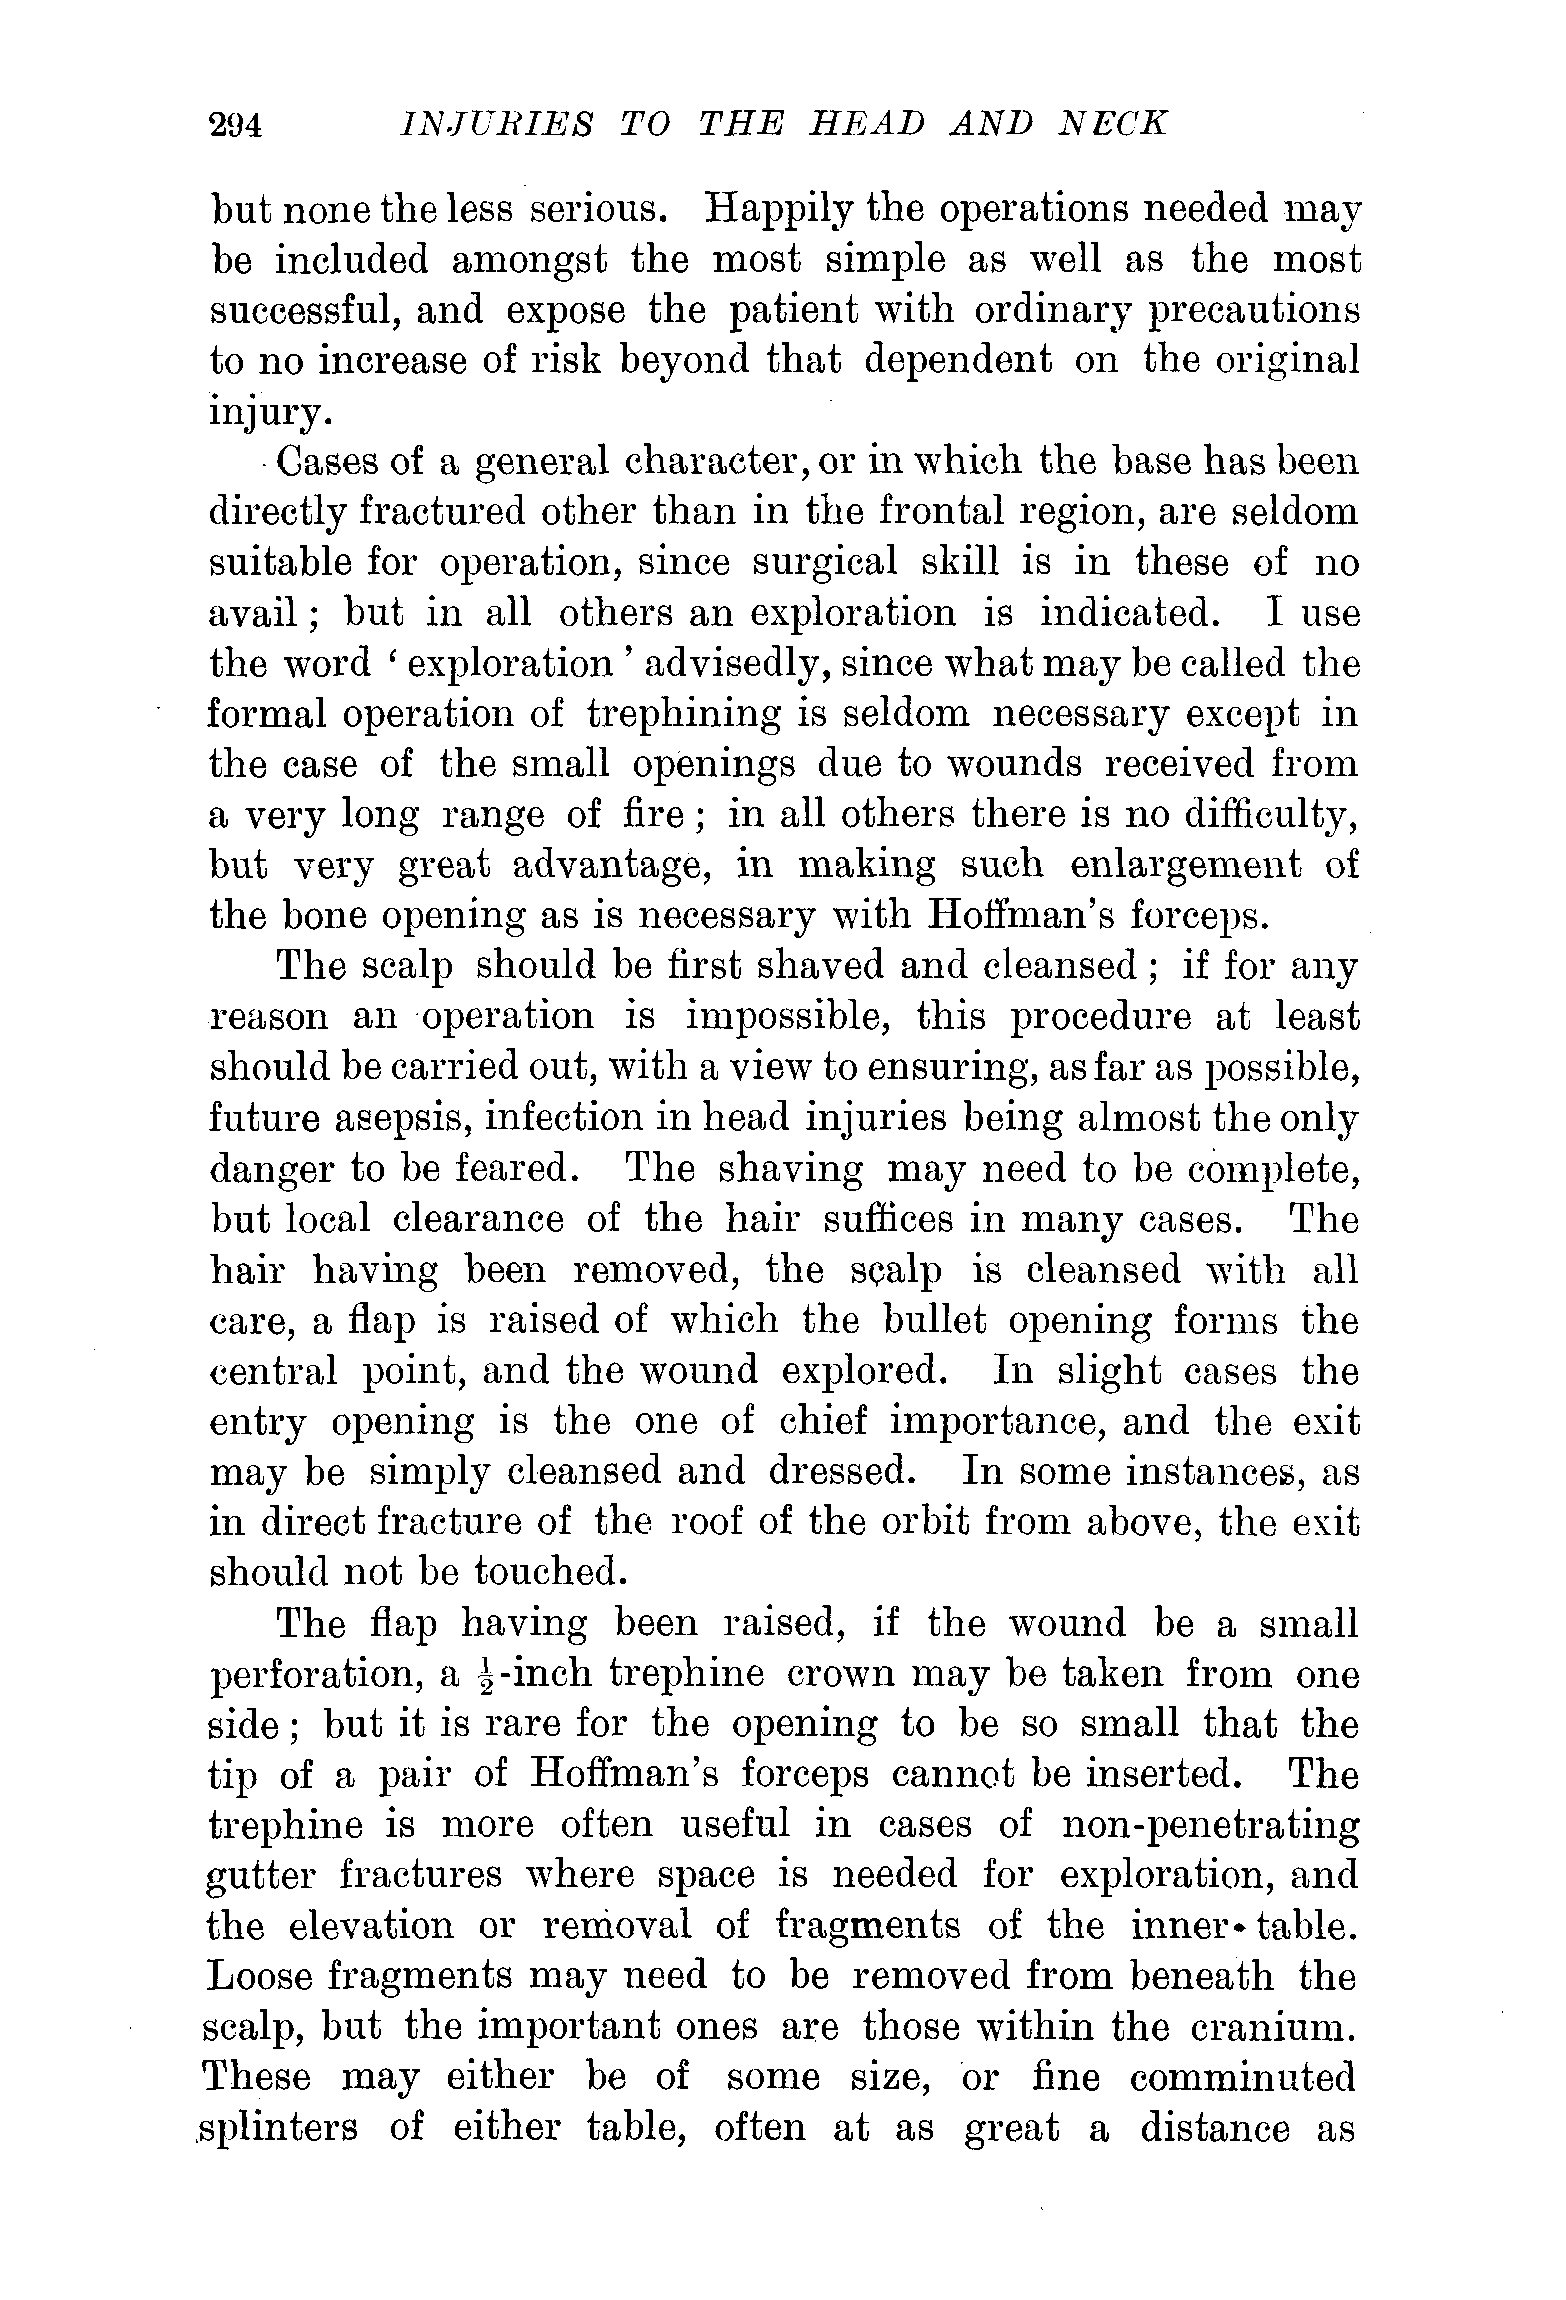 294 INJURIES TO THE HEAD AND NECK
but none the less serious. Happily the operations needed may
be included amongst the most simple as well as the most
successful, and expose the patient with ordinary precautions
to no increase of risk beyond that dependent on the original
injury.
Cases of a general character, or in which the base has been
directly fractured other than in the frontal region, are seldom
suitable for operation, since surgical skill is in these of no
avail ; but in all others an exploration is indicated. I use
the word ‘ exploration ’ advisedly, since what may be called the
formal operation of trephining is seldom necessary except in
the case of the small openings due to wounds received from
a very long range of fire ; in all others there is no difficulty,
but very great advantage, in making such enlargement of
the bone opening as is necessary with Hoffman's forceps.
The scalp should be first shaved and cleansed ; if for any
reason an operation is impossible, this procedure at least
should be carried out, with a view to ensuring, as far as possible,
future asepsis, infection in head injuries being almost the only
danger to be feared. The shaving may need to be complete,
but local clearance of the hair suffices in many cases. The
hair having been removed, the scalp is cleansed with all
care, a flap is raised of which the bullet opening forms the
central point, and the wound explored. In slight cases the
entry opening is the one of chief importance, and the exit
may be simply cleansed and dressed. In some instances, as
in direct fracture of the roof of the orbit from above, the exit
should not be touched.
The flap having been raised, if the wound be a small
perforation, a ½-inch trephine crown may be taken from one
side ; but it is rare for the opening to be so small that the
tip of a pair of Hoffman's forceps cannot be inserted. The
trephine is more often useful in cases of non-penetrating
gutter fractures where space is needed for exploration, and
the elevation or removal of fragments of the inner table.
Loose fragments may need to be removed from beneath the
scalp, but the important ones are those within the cranium.
These may either be of some size, or fine comminuted
splinters of either table, often at as great a distance as